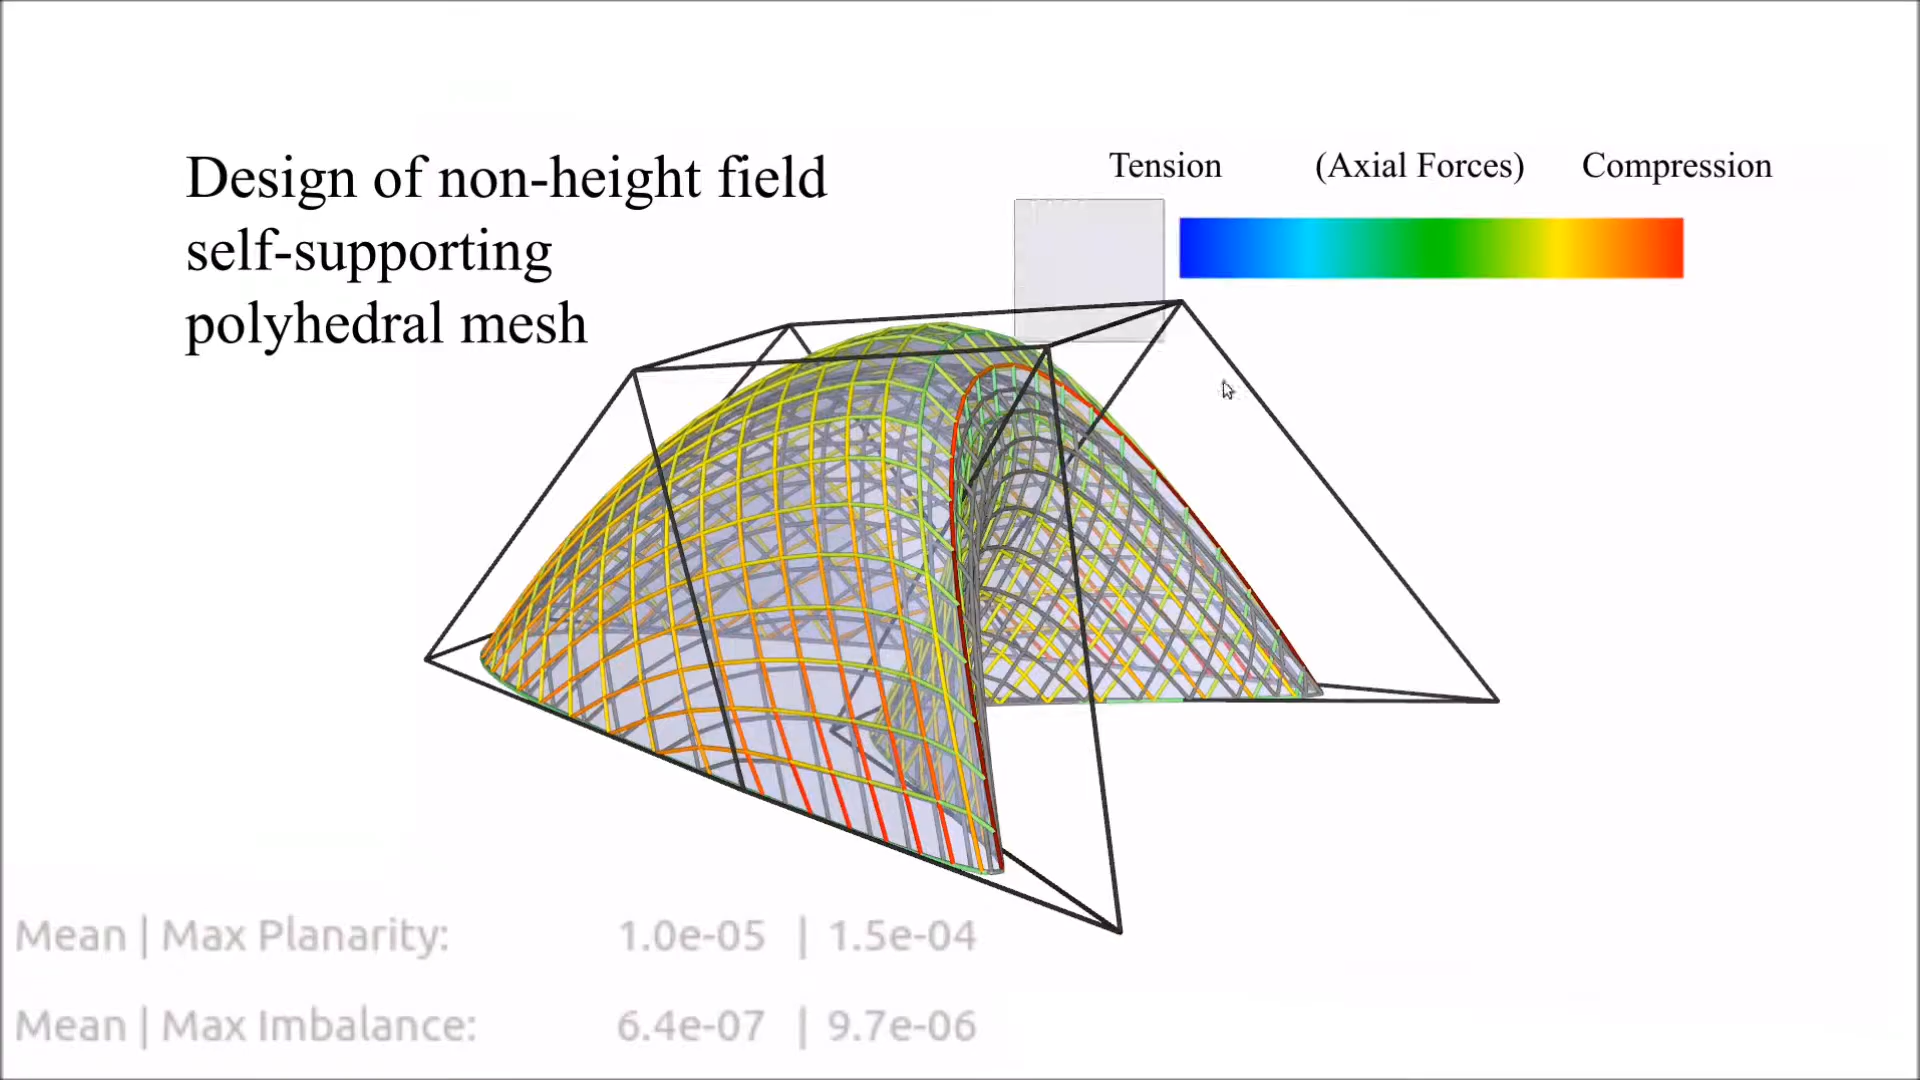 Design of non-height field
self-supporting
polyhedral mesh
Tension (Axial Forces) Compression
Mean | Max Planarity: 1.0e-05 | 1.5e-04
Mean | Max Imbalance: 6.4e-07 | 9.7e-06